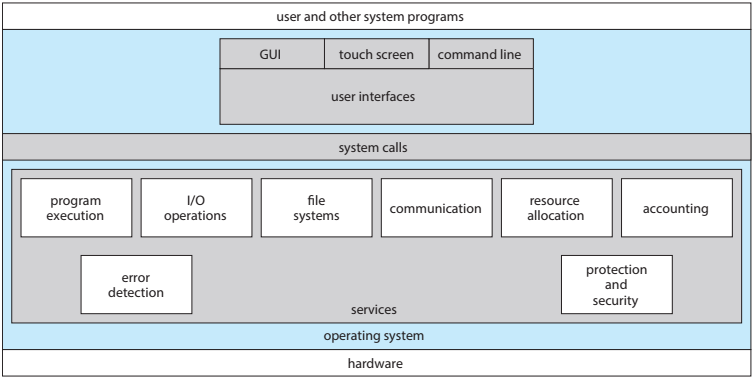 user and other system programs
GUI touch screen command line
user interfaces
system calls
program
execution
I/O
operations
file
systems
communication
resource
allocation
accounting
error
detection
protection
and
security
services
operating system
hardware